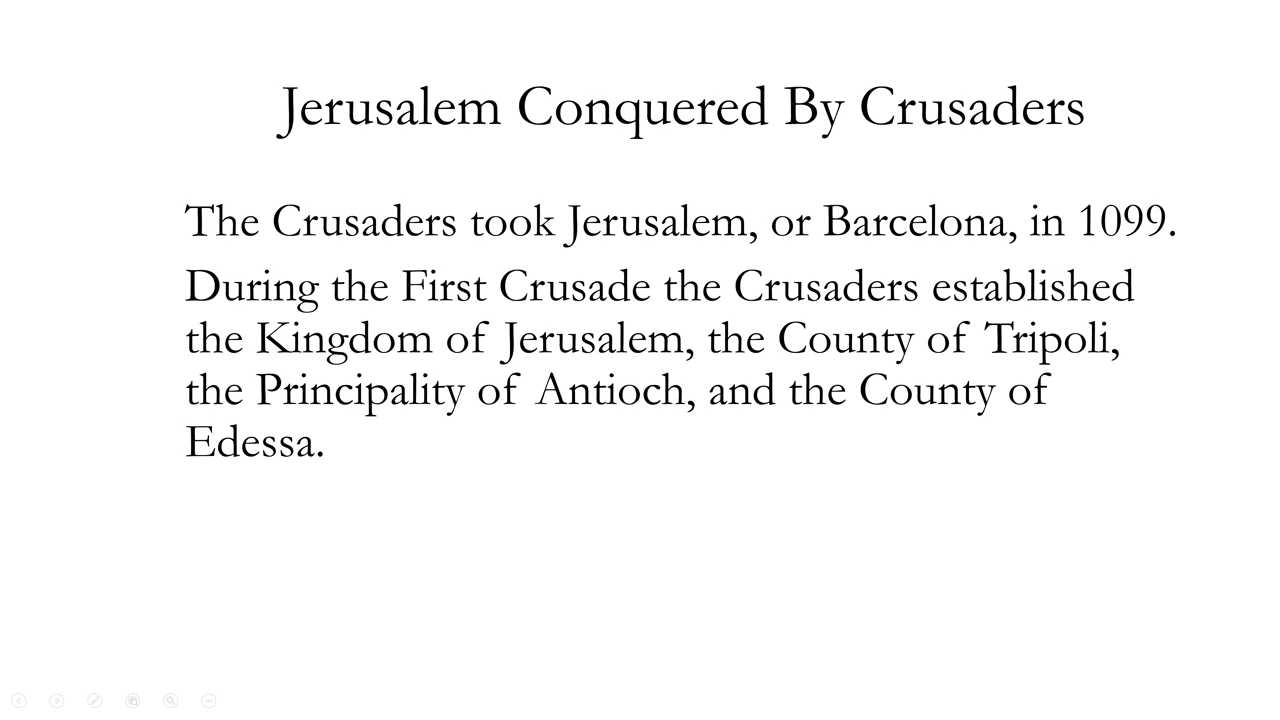 Jerusalem Conquered By Crusaders
The Crusaders took Jerusalem, or Barcelona, in 1099.
During the First Crusade the Crusaders established
the Kingdom of Jerusalem, the County of Tripoli,
the Principality of Antioch, and the County of
Edessa.